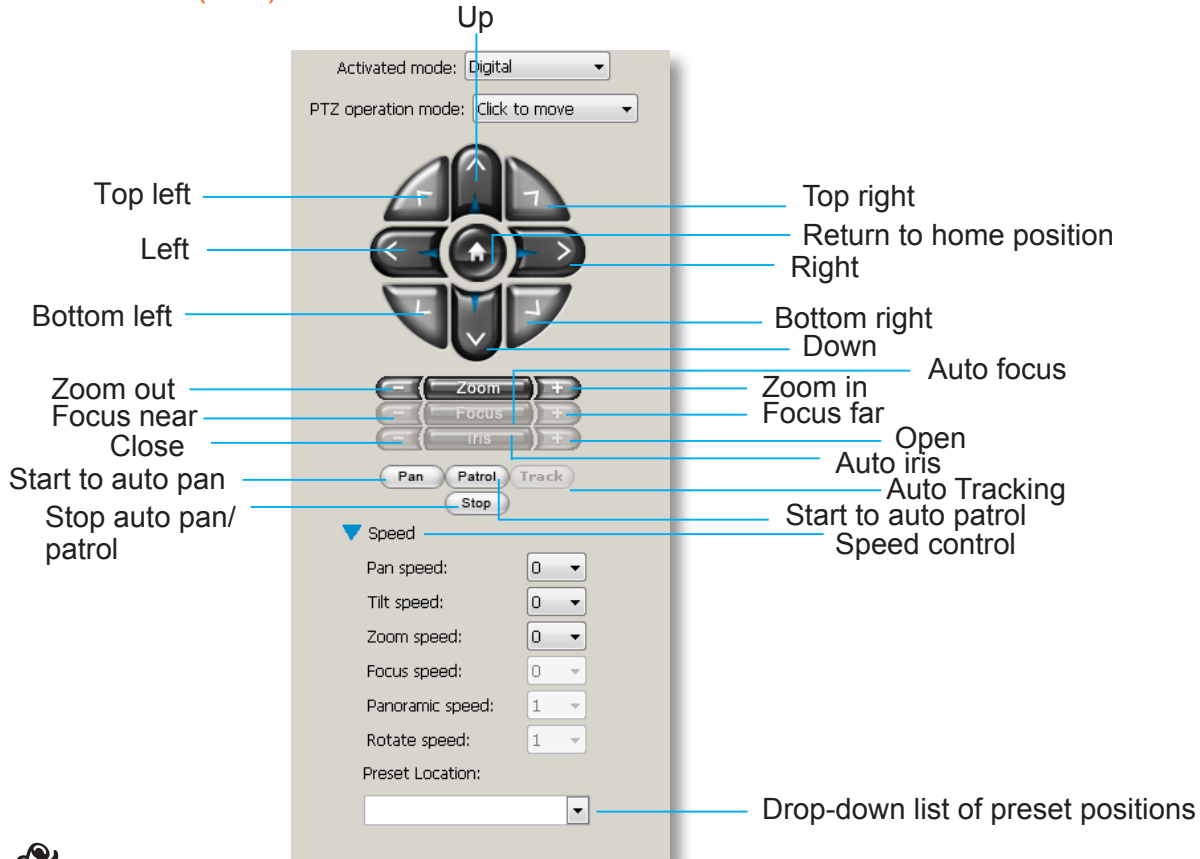 Up
Activated mode: Digital
PTZ operation mode: Click to move
Top left
Top right
Return to home position
Left
Right
Bottom left
Bottom right
Down
Auto focus
Zoom out
Zoom
Zoom in
Focus near
Focus
Focus far
Close
Iris
Open
Auto iris
Start to auto pan
Pan
Patrol
Track
Auto Tracking
Stop auto pan/
patrol
Stop
Start to auto patrol
Speed
Speed control
Pan speed: 0
Tilt speed: 0
Zoom speed: 0
Focus speed: 0
Panoramic speed: 1
Rotate speed: 1
Preset Location:
Drop-down list of preset positions